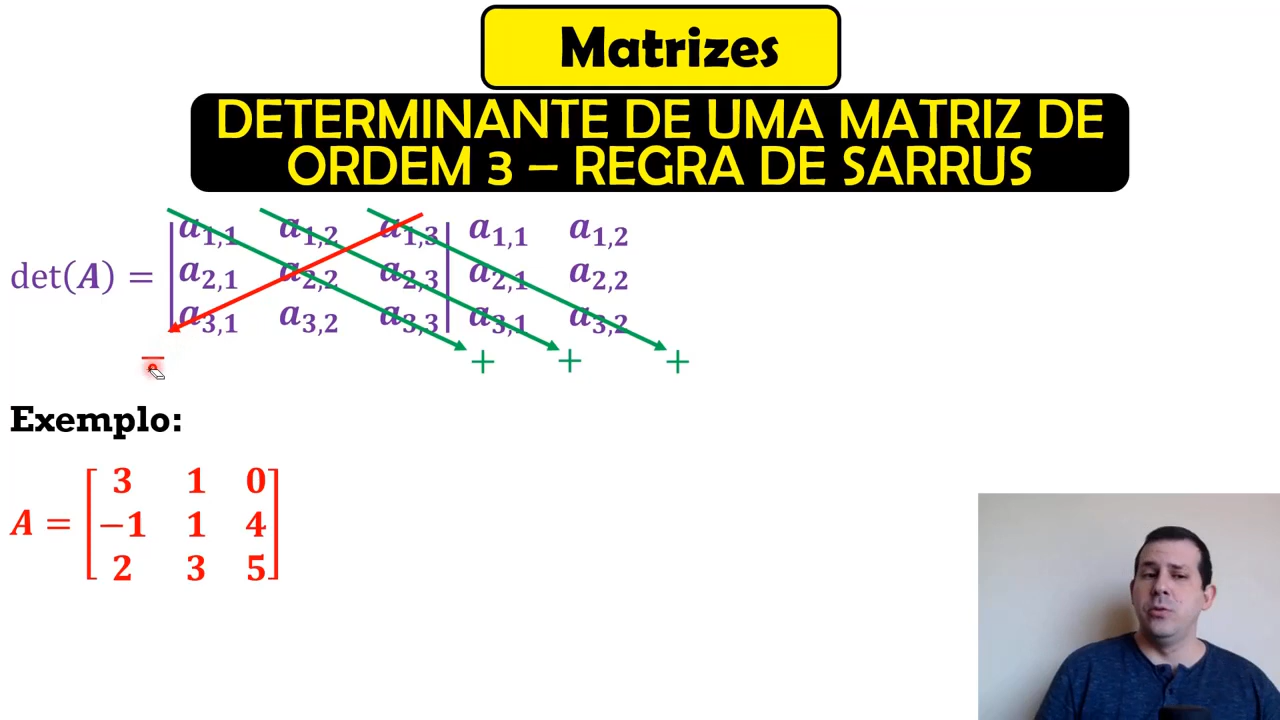 Matrizes
DETERMINANTE DE UMA MATRIZ DE
ORDEM 3 – REGRA DE SARRUS
a1,1 a1,2 a1,3 a1,1 a1,2
det(A) = a2,1 a2,2 a2,3 a2,1 a2,2
a3,1 a3,2 a3,3 a3,1 a3,2
− + + +
Exemplo:
3 1 0
A = −1 1 4
2 3 5